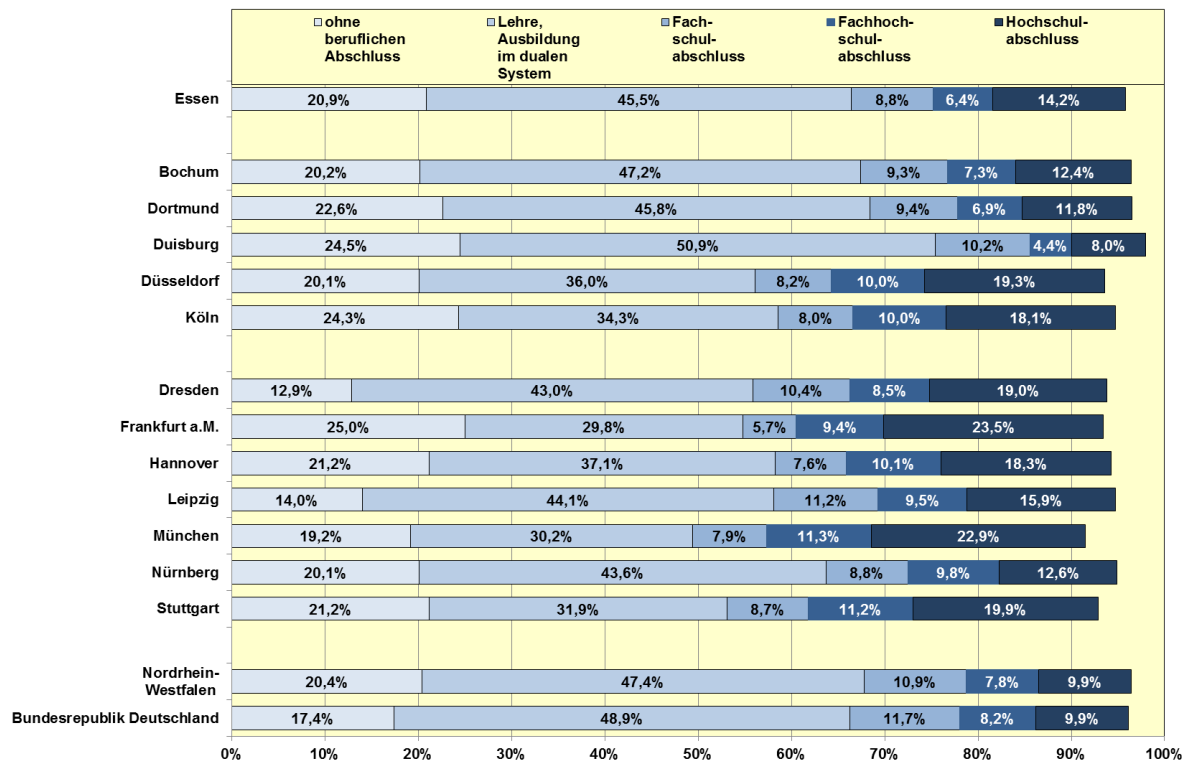 ohne
beruflichen
Abschluss
Lehre,
Ausbildung
im dualen
System
Fach-
schul-
abschluss
Fachhoch-
schul-
abschluss
Hochschul-
abschluss
Essen 20,9% 45,5% 8,8% 6,4% 14,2%
Bochum 20,2% 47,2% 9,3% 7,3% 12,4%
Dortmund 22,6% 45,8% 9,4% 6,9% 11,8%
Duisburg 24,5% 50,9% 10,2% 4,4% 8,0%
Düsseldorf 20,1% 36,0% 8,2% 10,0% 19,3%
Köln 24,3% 34,3% 8,0% 10,0% 18,1%
Dresden 12,9% 43,0% 10,4% 8,5% 19,0%
Frankfurt a.M. 25,0% 29,8% 5,7% 9,4% 23,5%
Hannover 21,2% 37,1% 7,6% 10,1% 18,3%
Leipzig 14,0% 44,1% 11,2% 9,5% 15,9%
München 19,2% 30,2% 7,9% 11,3% 22,9%
Nürnberg 20,1% 43,6% 8,8% 9,8% 12,6%
Stuttgart 21,2% 31,9% 8,7% 11,2% 19,9%
Nordrhein-
Westfalen 20,4% 47,4% 10,9% 7,8% 9,9%
Bundesrepublik Deutschland 17,4% 48,9% 11,7% 8,2% 9,9%
0% 10% 20% 30% 40% 50% 60% 70% 80% 90% 100%